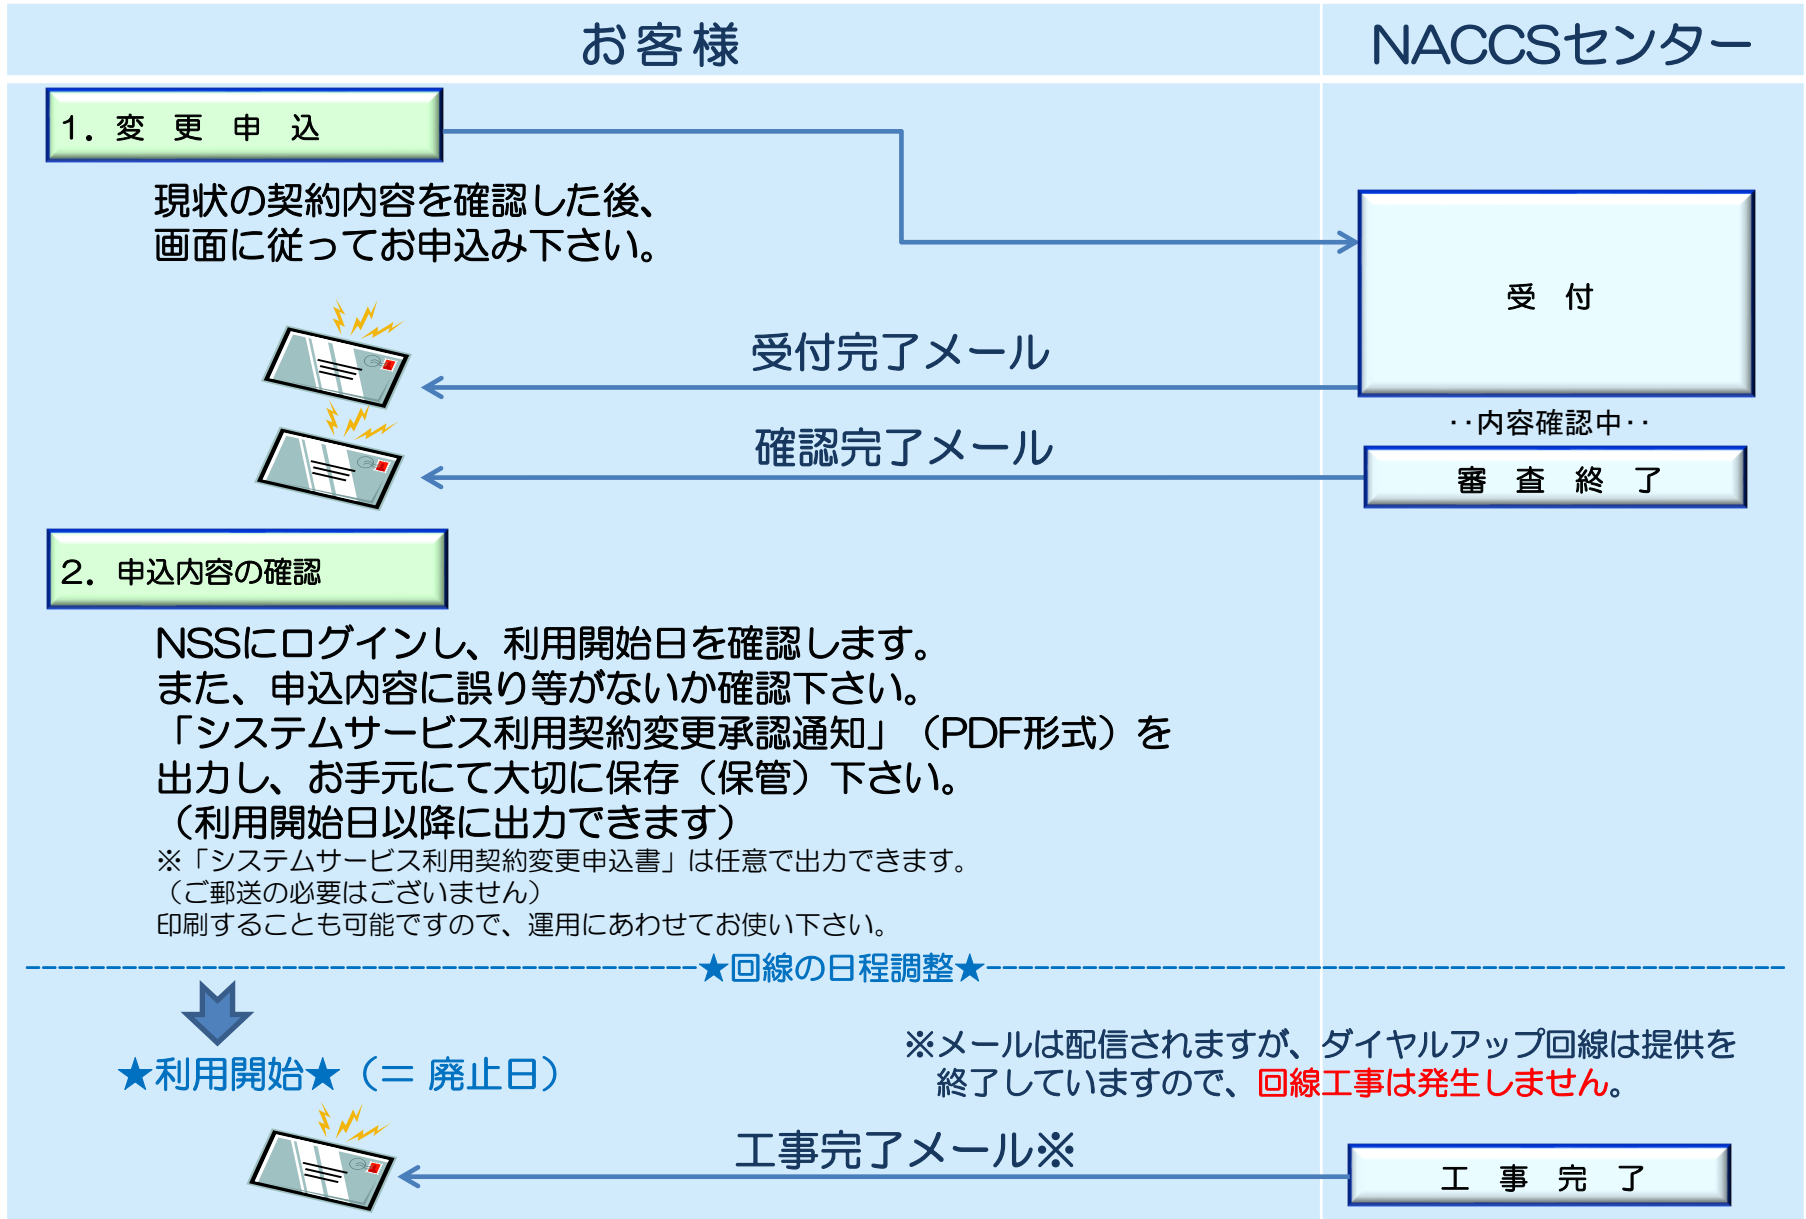 お客様
NACCSセンター
1．変　更　申　込
現状の契約内容を確認した後、
画面に従ってお申込み下さい。
受　付
受付完了メール
‥内容確認中‥
確認完了メール
審　査　終　了
2．申込内容の確認
NSSにログインし、利用開始日を確認します。
また、申込内容に誤り等がないか確認下さい。
「システムサービス利用契約変更承認通知」（PDF形式）を
出力し、お手元にて大切に保存（保管）下さい。
（利用開始日以降に出力できます）
※「システムサービス利用契約変更申込書」は任意で出力できます。
（ご郵送の必要はございません）
印刷することも可能ですので、運用にあわせてお使い下さい。
★回線の日程調整★
★利用開始★（＝ 廃止日）
※メールは配信されますが、ダイヤルアップ回線は提供を
終了していますので、回線工事は発生しません。
工事完了メール※
工　事　完　了